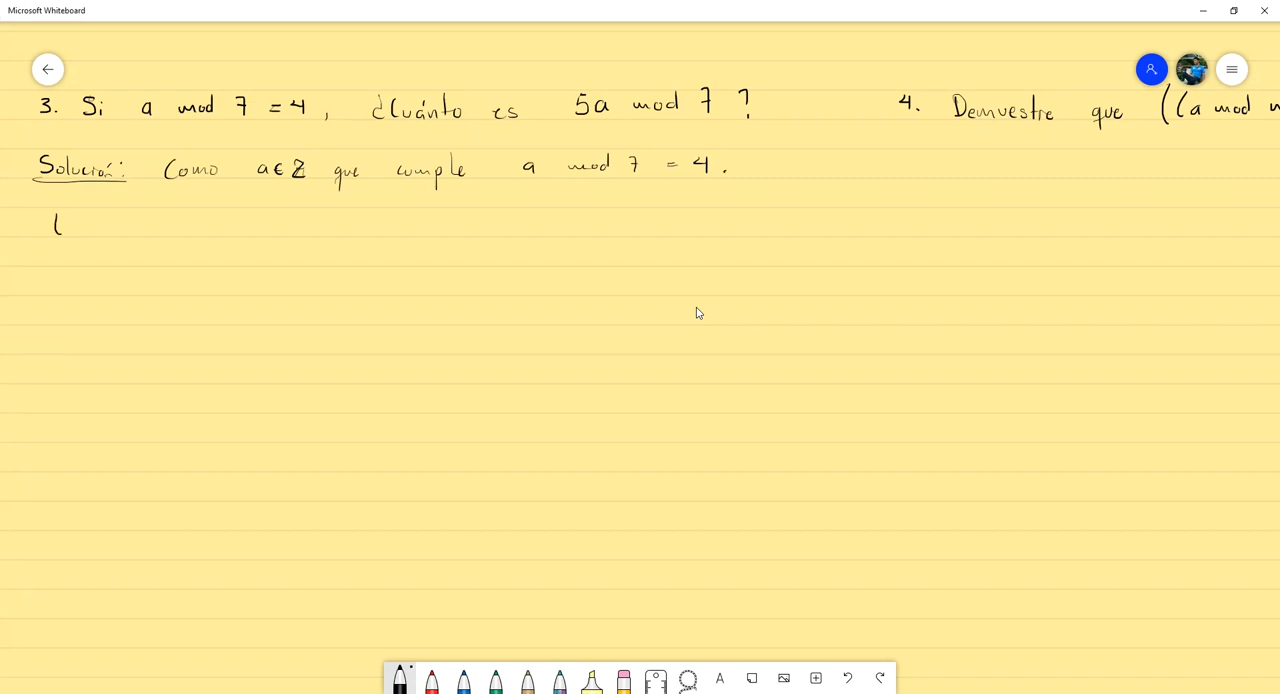 Microsoft Whiteboard
3. Si a mod 7 = 4, ¿Cuánto es 5a mod 7?
4. Demuestre que ((a mod
Solución: Como a ∈ ℤ que cumple a mod 7 = 4.
(